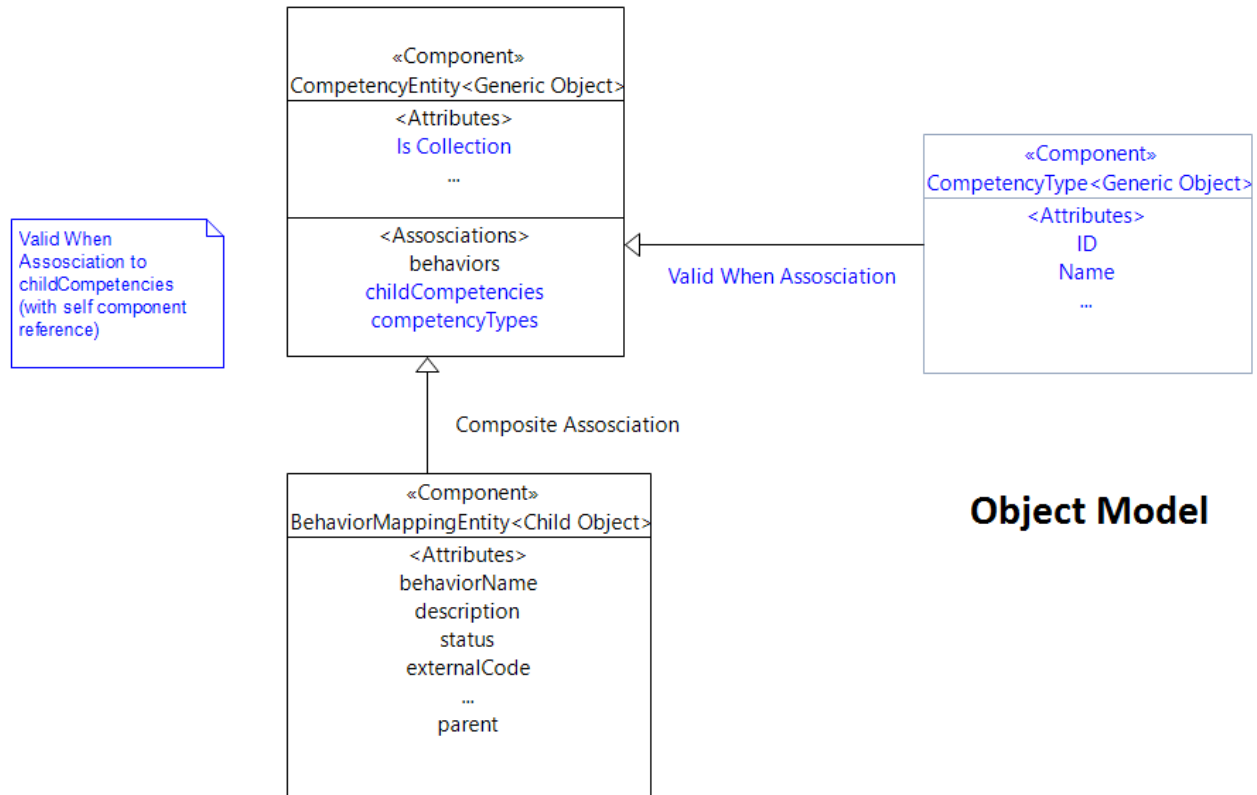 «Component»
CompetencyEntity<Generic Object>
<Attributes>
Is Collection
...
<Assosciations>
behaviors
childCompetencies
competencyTypes
Valid When
Assosciation to
childCompetencies
(with self component
reference)
Valid When Assosciation
«Component»
CompetencyType<Generic Object>
<Attributes>
ID
Name
...
Composite Assosciation
«Component»
BehaviorMappingEntity<Child Object>
<Attributes>
behaviorName
description
status
externalCode
...
parent
Object Model